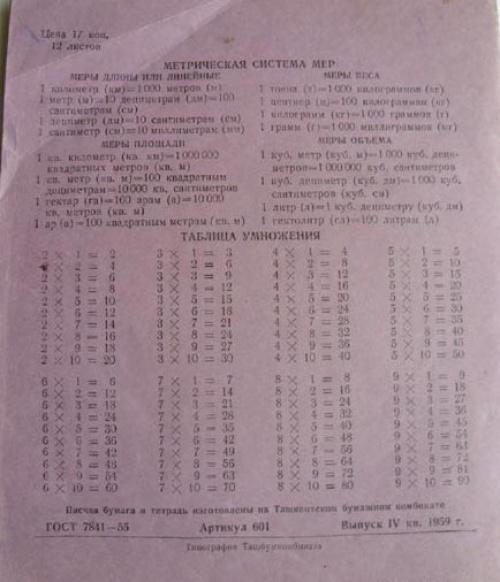 Цена 17 коп.
12 листов
МЕТРИЧЕСКАЯ СИСТЕМА МЕР
МЕРЫ ДЛИНЫ ИЛИ ЛИНЕЙНЫЕ
1 километр (км)=1 000 метров (м)
1 метр (м)=10 дециметрам (дм)=100
сантиметрам (см)
1 дециметр (дм)=10 сантиметрам (см)
1 сантиметр (см)=10 миллиметрам (мм)
МЕРЫ ПЛОЩАДИ
1 кв. километр (кв. км)=1 000 000
квадратных метров (кв. м)
1 кв. метр (кв. м)=100 квадратным
дециметрам=10 000 кв. сантиметров
1 гектар (га)=100 арам (а)=10 000
кв. метров (кв. м)
1 ар (а)=100 квадратным метрам (кв. м)
МЕРЫ ВЕСА
1 тонна (т)=1 000 килограммов (кг)
1 центнер (ц)=100 килограммам (кг)
1 килограмм (кг)=1 000 граммов (г)
1 грамм (г)=1 000 миллиграммов (мг)
МЕРЫ ОБЪЕМА
1 куб. метр (куб. м)=1 000 куб. деци-
метров=1 000 000 куб. сантиметров
1 куб. дециметр (куб. дм)=1 000 куб.
сантиметров (куб. см)
1 литр (л)=1 куб. дециметру (куб. дм)
1 гектолитр (гл)=100 литрам (л)
ТАБЛИЦА УМНОЖЕНИЯ
2 × 1 = 2 3 × 1 = 3 4 × 1 = 4 5 × 1 = 5
2 × 2 = 4 3 × 2 = 6 4 × 2 = 8 5 × 2 = 10
2 × 3 = 6 3 × 3 = 9 4 × 3 = 12 5 × 3 = 15
2 × 4 = 8 3 × 4 = 12 4 × 4 = 16 5 × 4 = 20
2 × 5 = 10 3 × 5 = 15 4 × 5 = 20 5 × 5 = 25
2 × 6 = 12 3 × 6 = 18 4 × 6 = 24 5 × 6 = 30
2 × 7 = 14 3 × 7 = 21 4 × 7 = 28 5 × 7 = 35
2 × 8 = 16 3 × 8 = 24 4 × 8 = 32 5 × 8 = 40
2 × 9 = 18 3 × 9 = 27 4 × 9 = 36 5 × 9 = 45
2 × 10 = 20 3 × 10 = 30 4 × 10 = 40 5 × 10 = 50
6 × 1 = 6 7 × 1 = 7 8 × 1 = 8 9 × 1 = 9
6 × 2 = 12 7 × 2 = 14 8 × 2 = 16 9 × 2 = 18
6 × 3 = 18 7 × 3 = 21 8 × 3 = 24 9 × 3 = 27
6 × 4 = 24 7 × 4 = 28 8 × 4 = 32 9 × 4 = 36
6 × 5 = 30 7 × 5 = 35 8 × 5 = 40 9 × 5 = 45
6 × 6 = 36 7 × 6 = 42 8 × 6 = 48 9 × 6 = 54
6 × 7 = 42 7 × 7 = 49 8 × 7 = 56 9 × 7 = 63
6 × 8 = 48 7 × 8 = 56 8 × 8 = 64 9 × 8 = 72
6 × 9 = 54 7 × 9 = 63 8 × 9 = 72 9 × 9 = 81
6 × 10 = 60 7 × 10 = 70 8 × 10 = 80 9 × 10 = 90
Писчая бумага и тетрадь изготовлены на Ташкентском бумажном комбинате
ГОСТ 7841—55 Артикул 601 Выпуск IV кв. 1959 г.
Типография Ташбумкомбината